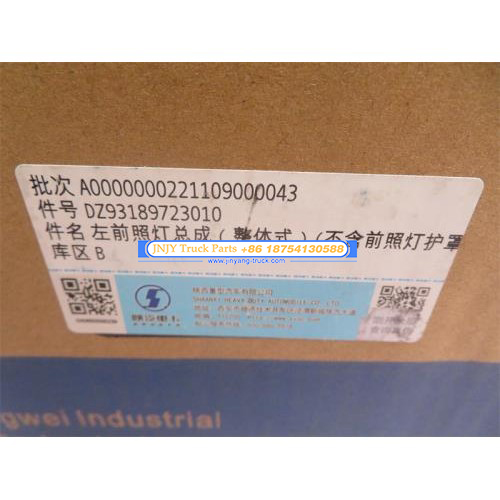 批次 A0000000221109000043
件号 DZ93189723010
件名 左前照灯总成（整体式）（不含前照灯护罩
JNJY Truck Parts +86 18754130588
www.jinyang-truck.com
库区 B
陕西重型汽车有限公司
SHAANXI HEAVY DUTY AUTOMOBILE CO.,LTD.
陕汽重卡
gwei Industrial